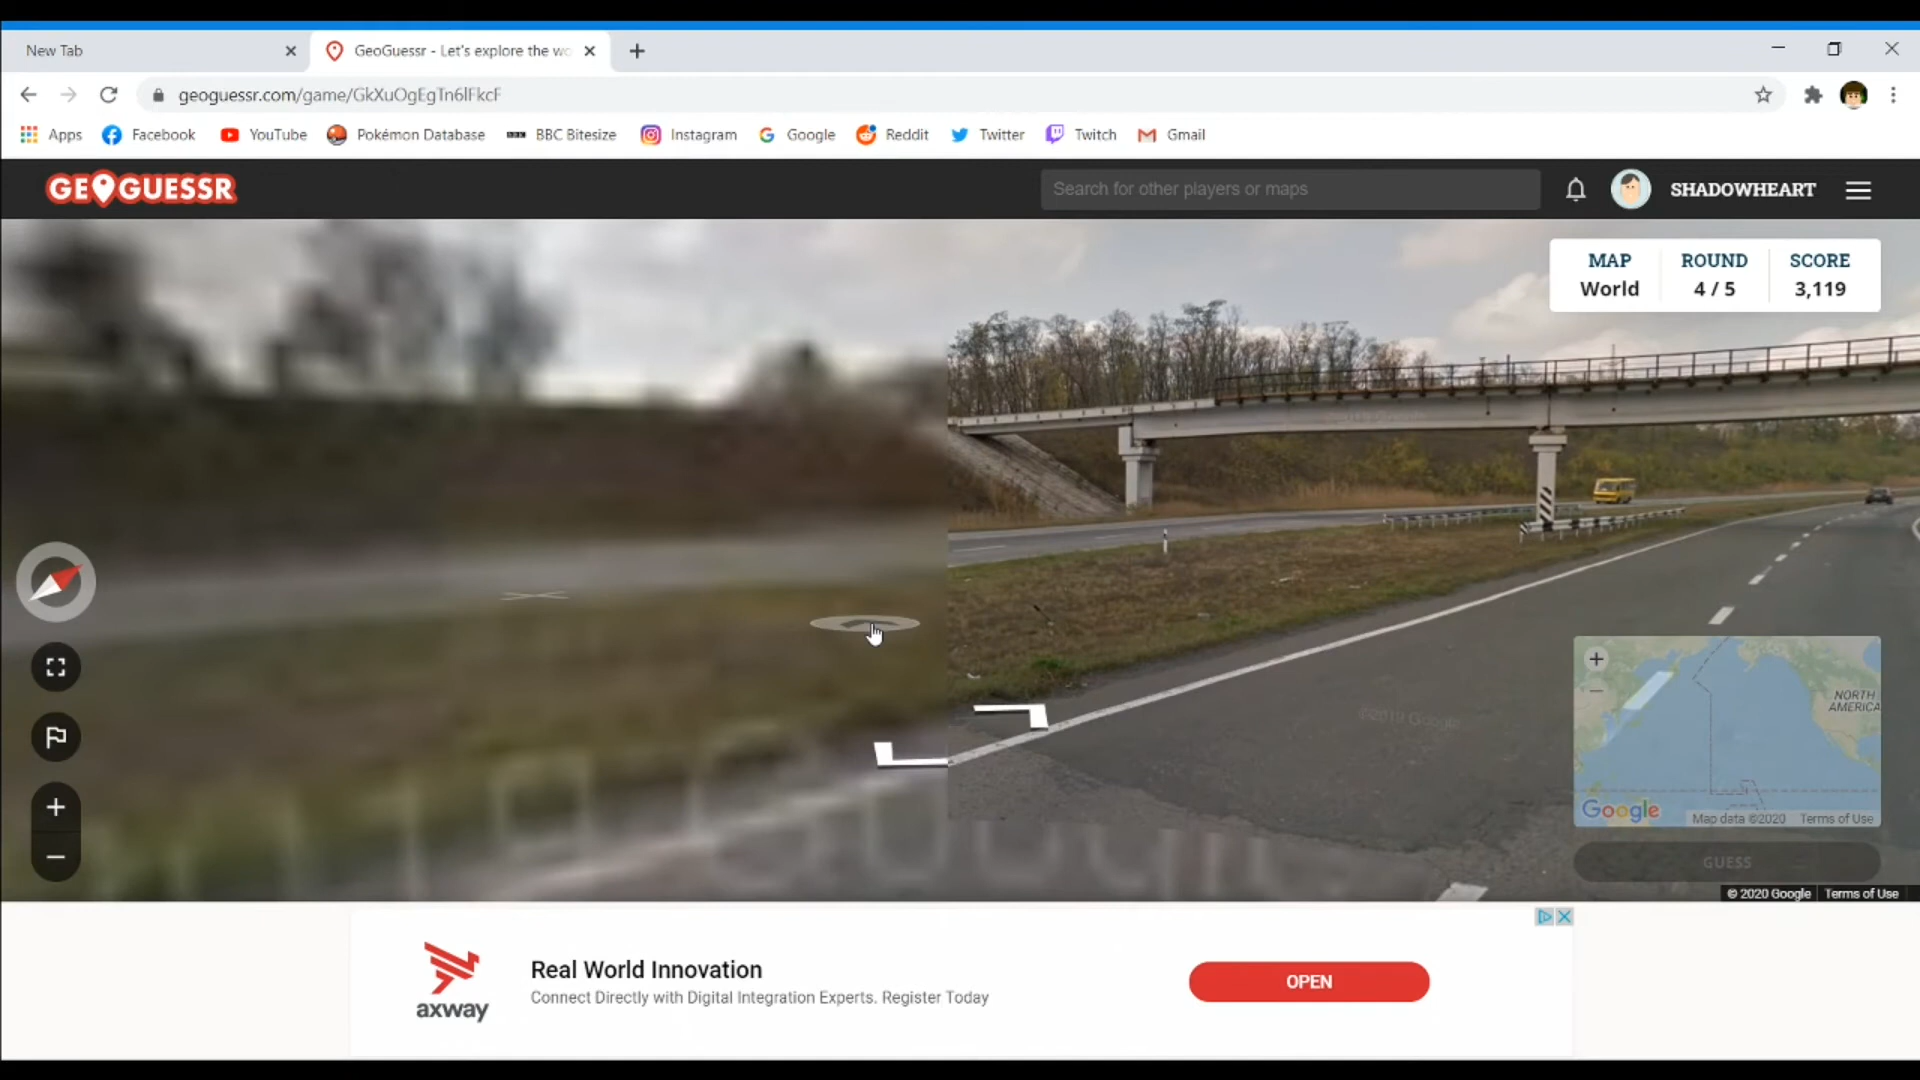 New Tab
GeoGuessr - Let's explore the wo
geoguessr.com/game/GkXuOgEgTn6lFkcF
Apps Facebook YouTube Pokémon Database BBC Bitesize Instagram Google Reddit Twitter Twitch Gmail
GEOGUESSR
Search for other players or maps
SHADOWHEART
MAP ROUND SCORE
World 4 / 5 3,119
©2019 Google
NORTH
AMERICA
Google
Map data ©2020 Terms of Use
GUESS
© 2020 Google Terms of Use
Real World Innovation
Connect Directly with Digital Integration Experts. Register Today
OPEN
axway